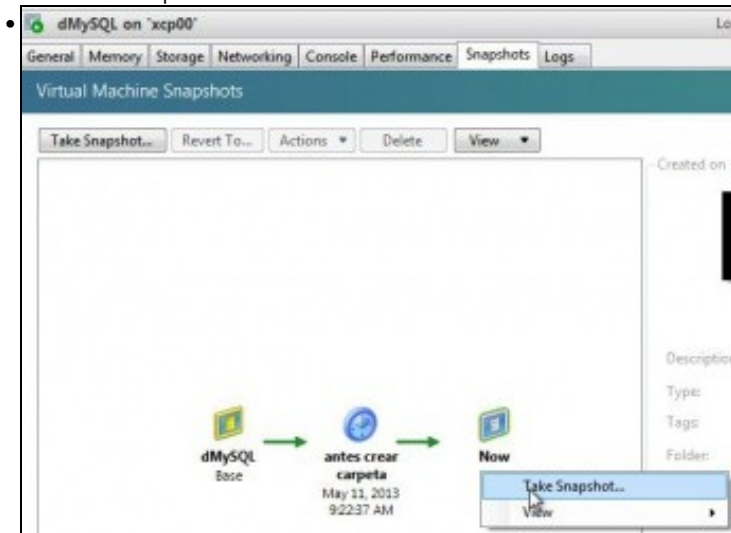 dMySQL on 'xcp00'
General Memory Storage Networking Console Performance Snapshots Logs
Virtual Machine Snapshots
Take Snapshot... Revert To... Actions Delete View
Created on
Description
Type:
Tags:
Folder:
dMySQL
Base
antes crear
carpeta
May 11, 2013
9:22:37 AM
Now
Take Snapshot...
View